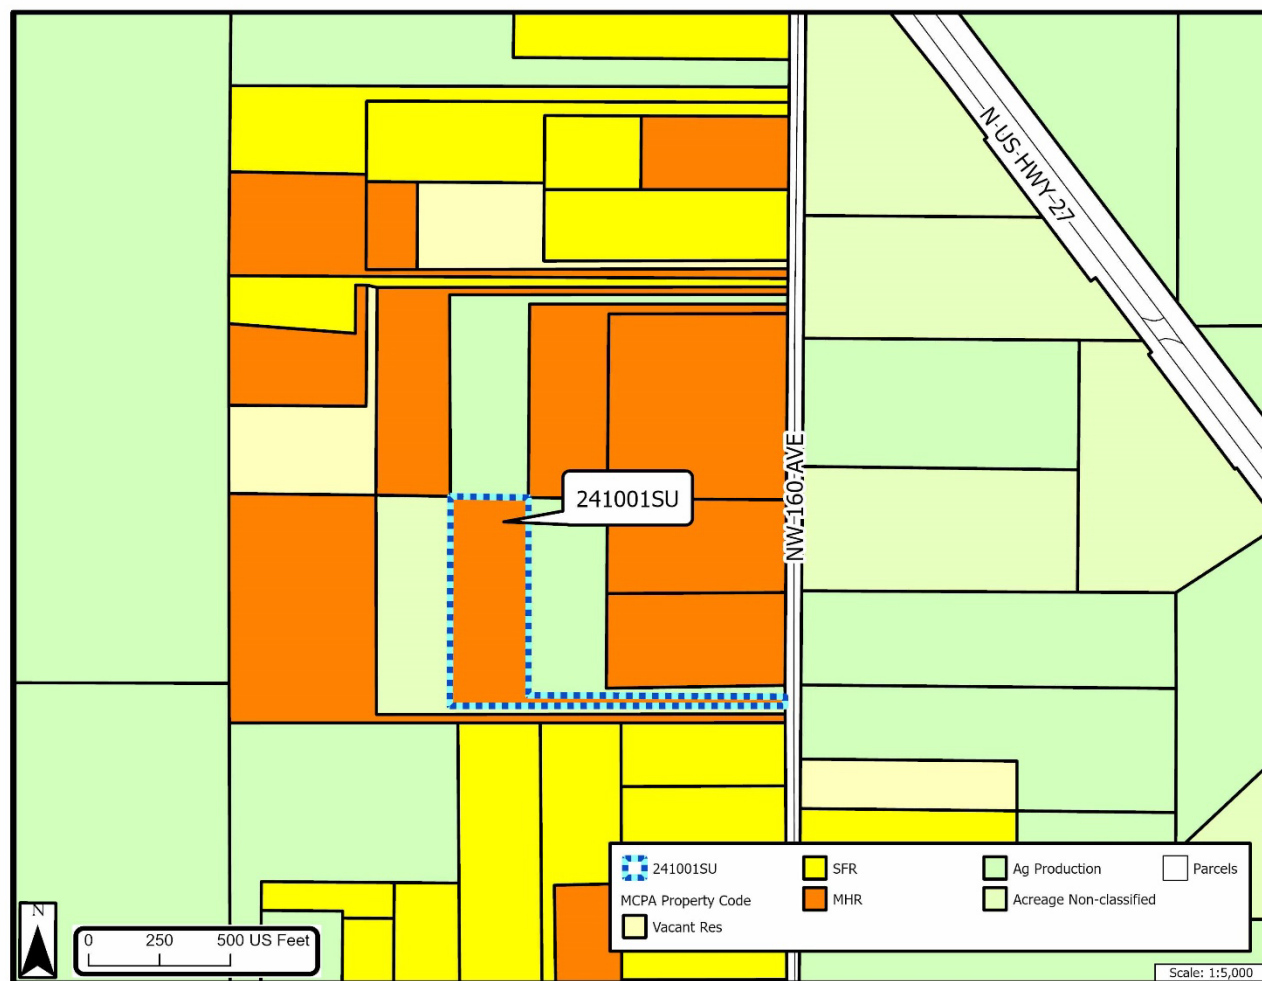 N-US-HWY-27
NW-160-AVE
241001SU
241001SU
MCPA Property Code
Vacant Res
SFR
MHR
Ag Production
Acreage Non-classified
Parcels
N
0 250 500 US Feet
Scale: 1:5,000